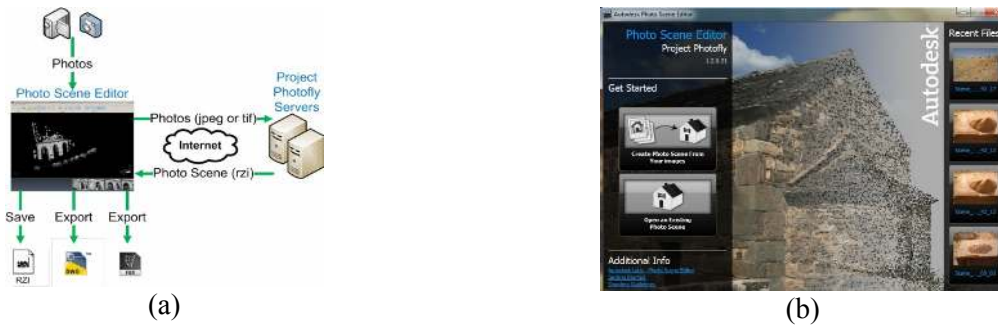 Photos
Photo Scene Editor
Project
Photofly
Servers
Photos (jpeg or tif)
Internet
Photo Scene (rzi)
Save
Export
Export
RZI
DWG
(a)
Autodesk Photo Scene Editor
Photo Scene Editor
Project Photofly
Get Started
Create Photo Scene From
Your Images
Open an Existing
Photo Scene
Additional Info
Autodesk
Recent Files
(b)